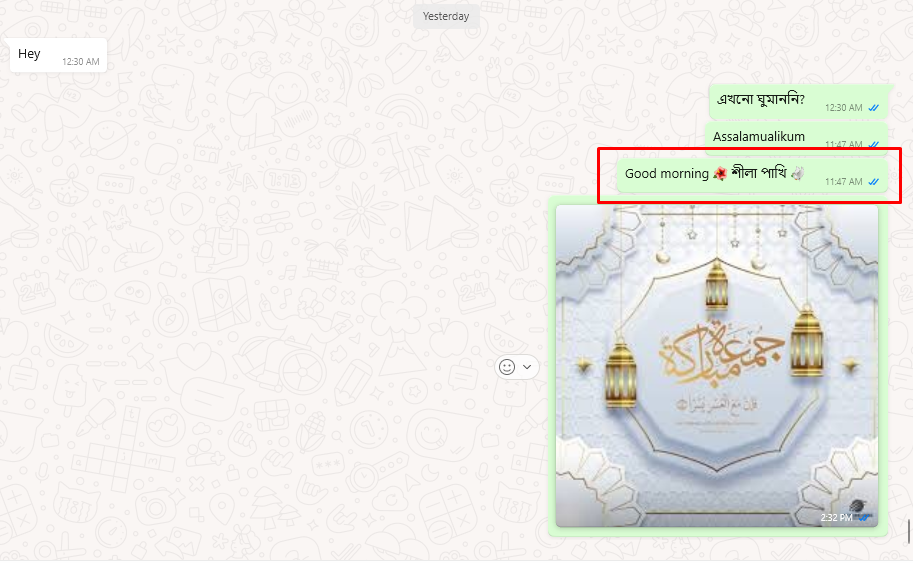 Yesterday
Hey
12:30 AM
এখনো ঘুমাননি?
12:30 AM
Assalamualikum
11:47 AM
Good morning 🌺 শীলা পাখি 🕊️
11:47 AM
جمعة مباركة
2:32 PM